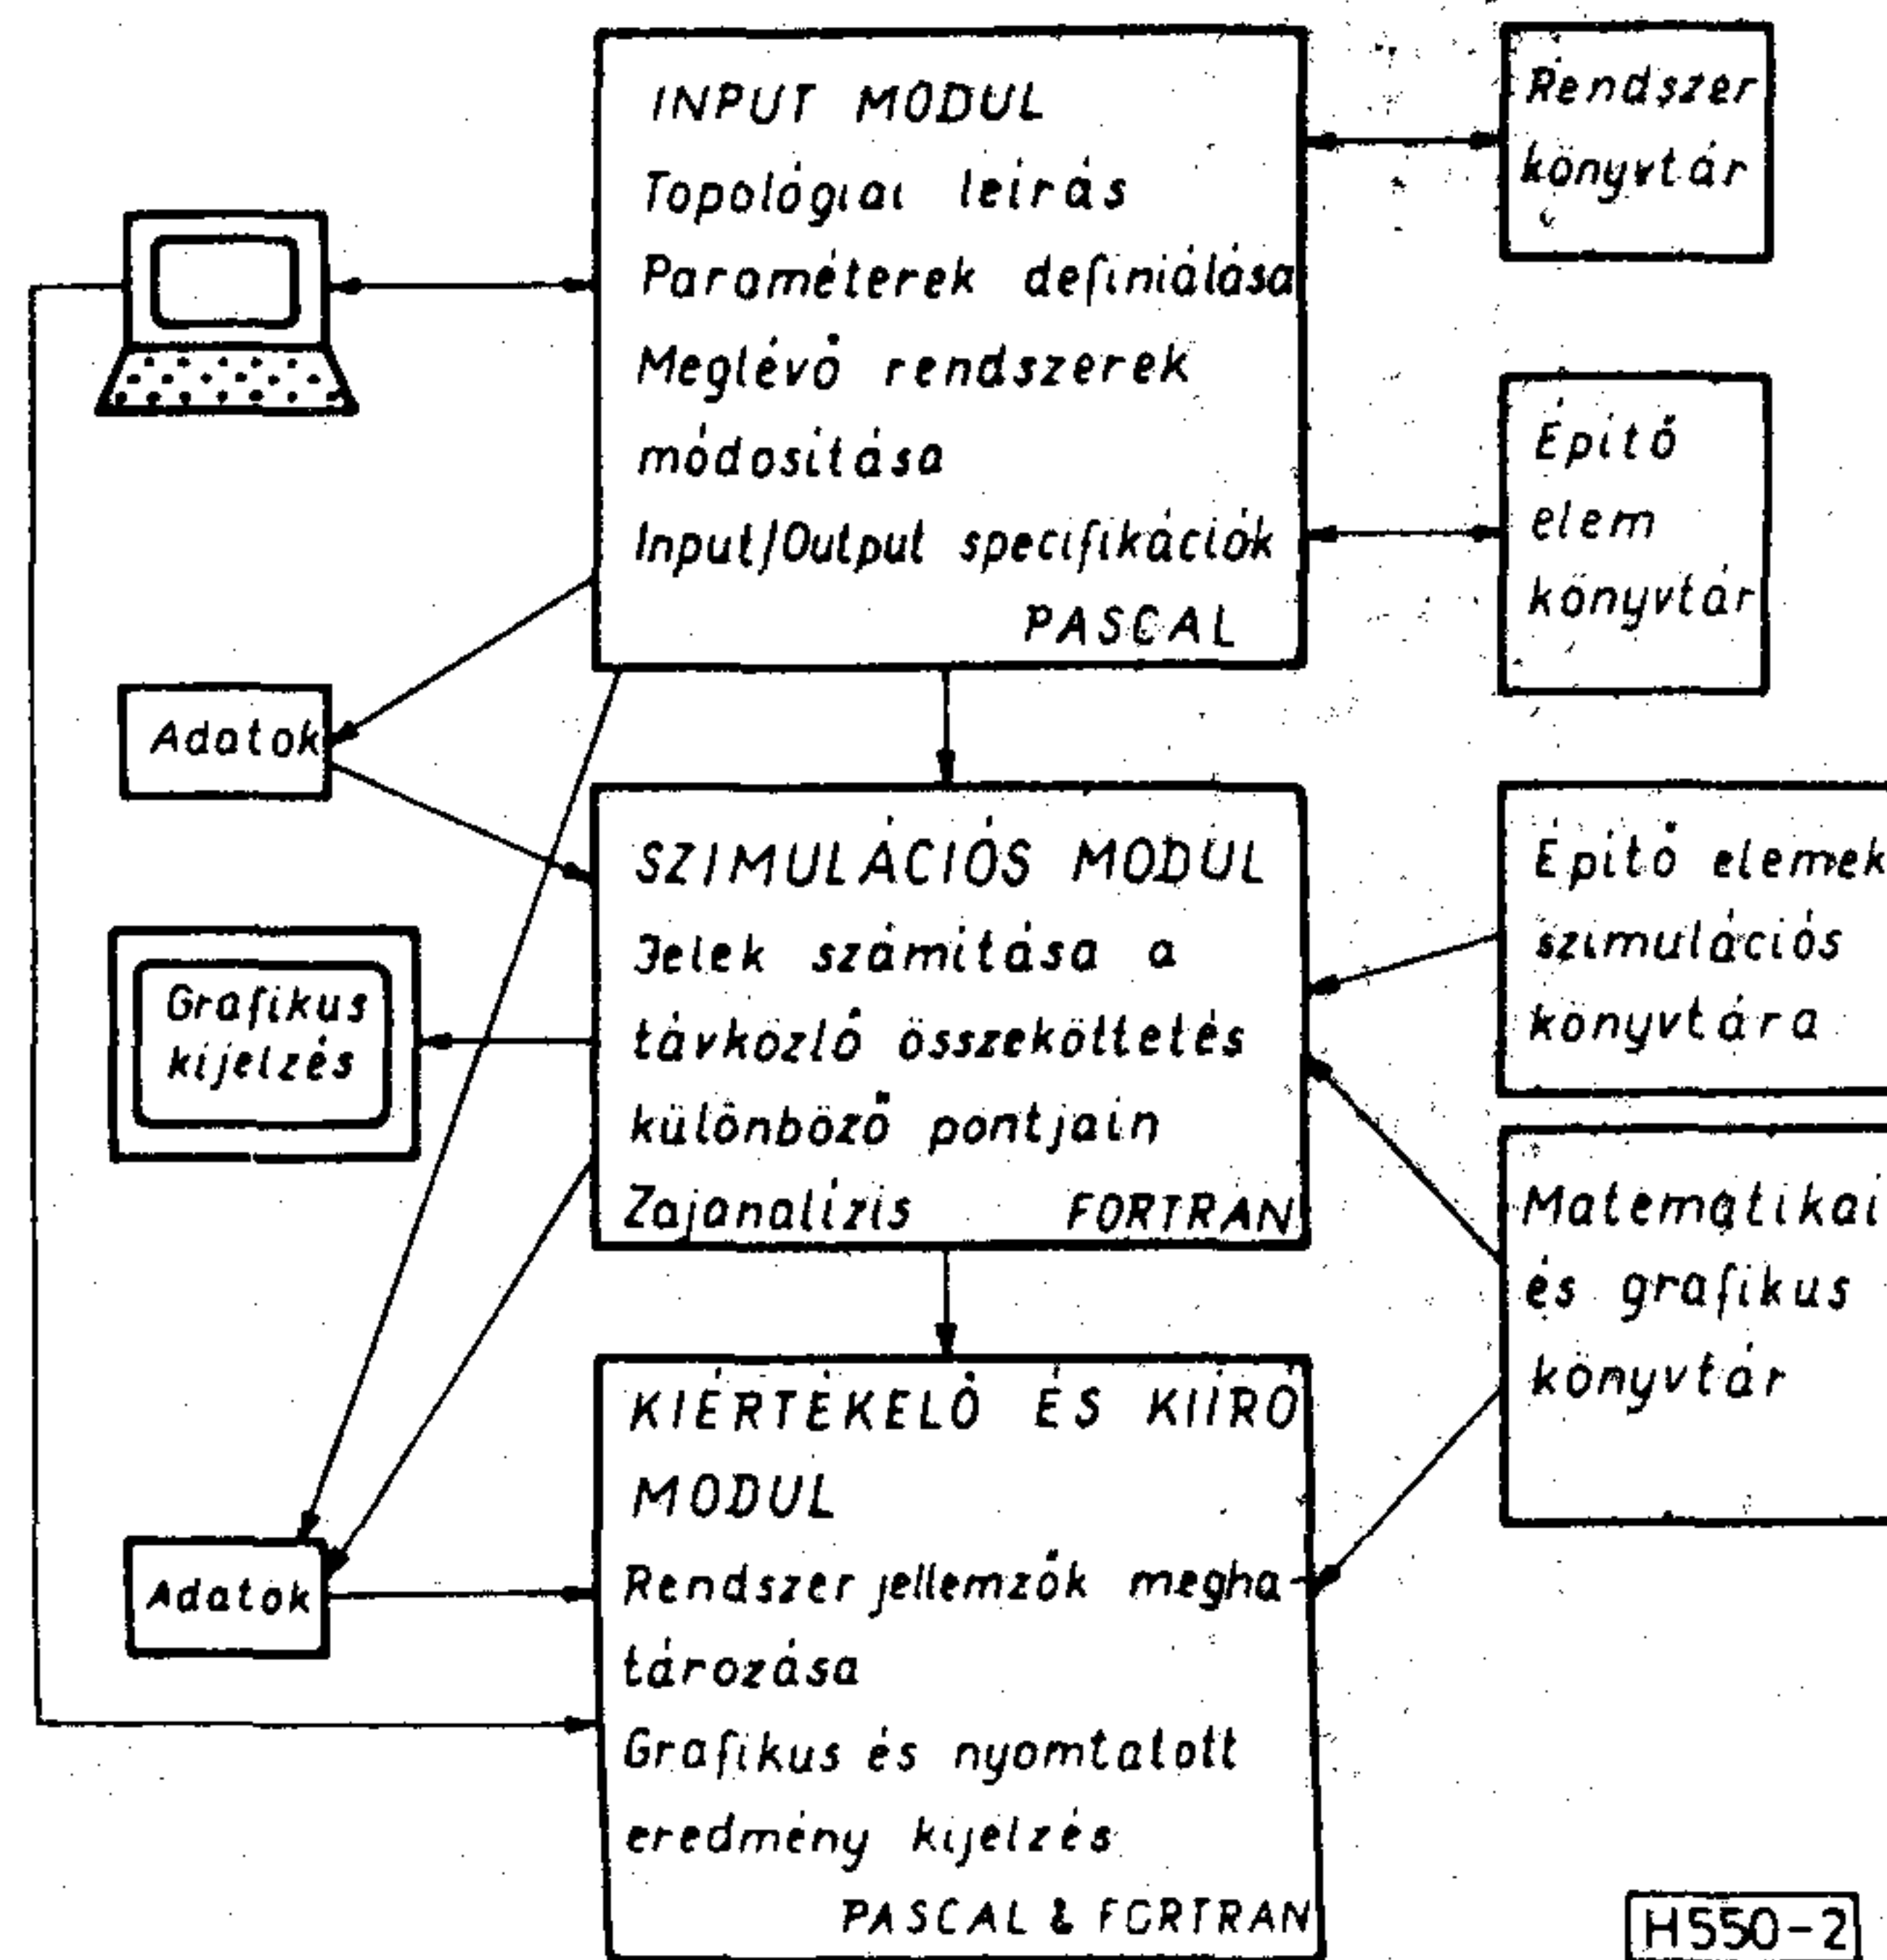 INPUT MODUL
Topológiai leírás
Paraméterek definiálása
Meglévő rendszerek
módosítása
Input/Output specifikációk
PASCAL
Rendszer
könyvtár
Építő
elem
könyvtár
Adatok
SZIMULÁCIÓS MODUL
Jelek számítása a
távközlő összeköttetés
különböző pontjain
Zajanalízis FORTRAN
Grafikus
kijelzés
Építő elemek
szimulációs
könyvtára
Matematikai
és grafikus
könyvtár
KIÉRTÉKELŐ ÉS KIÍRÓ
MODUL
Rendszer jellemzők megha-
tározása
Grafikus és nyomtatott
eredmény kijelzés
PASCAL & FORTRAN
Adatok
H550-2